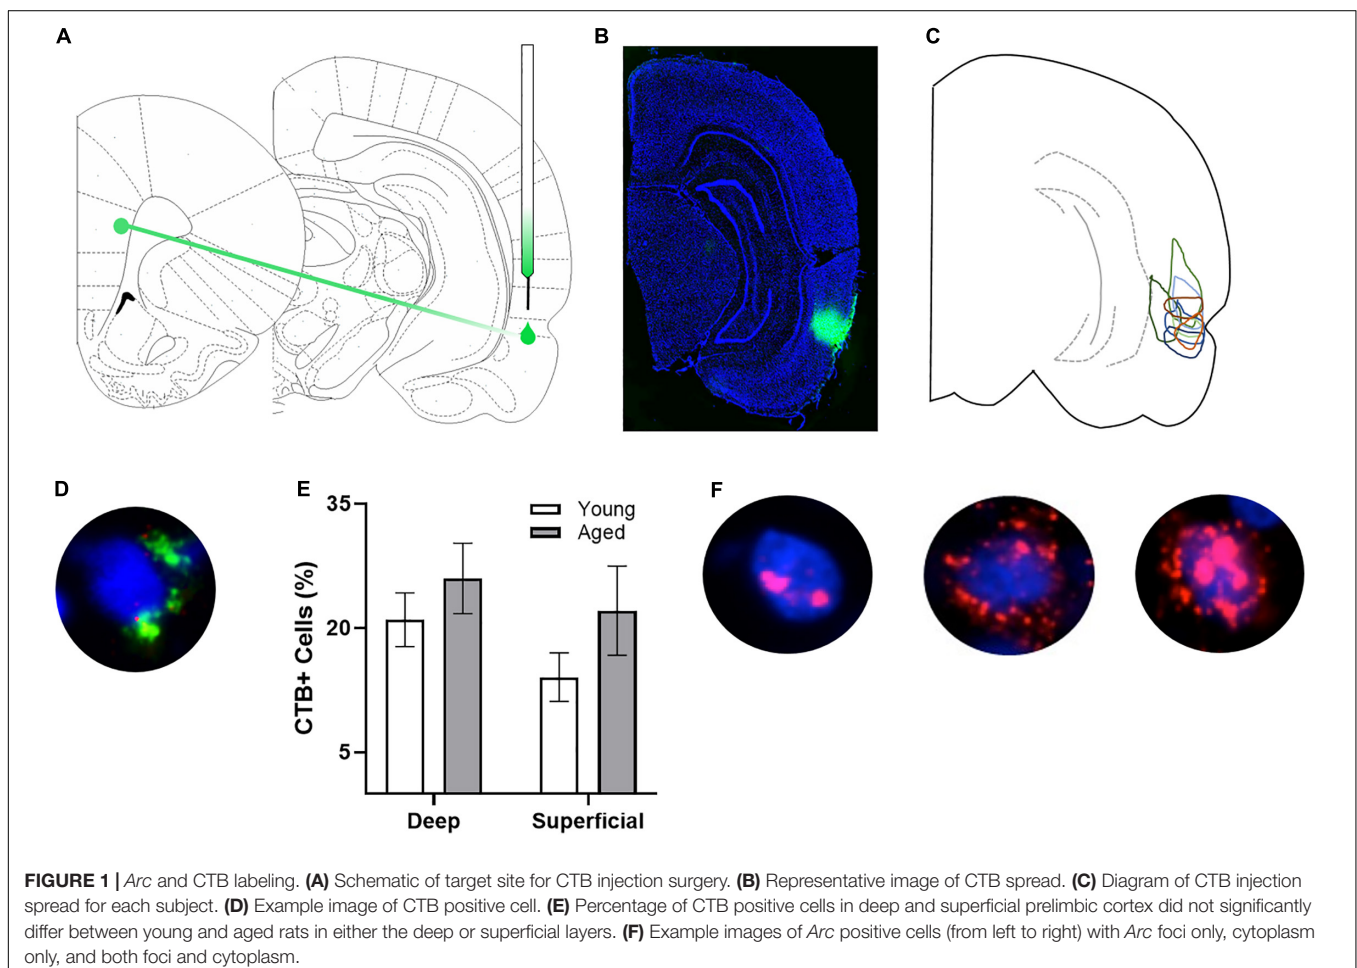 A
B
C
D
E
F
35
20
5
CTB+ Cells (%)
Young
Aged
Deep
Superficial
FIGURE 1 | Arc and CTB labeling. (A) Schematic of target site for CTB injection surgery. (B) Representative image of CTB spread. (C) Diagram of CTB injection
spread for each subject. (D) Example image of CTB positive cell. (E) Percentage of CTB positive cells in deep and superficial prelimbic cortex did not significantly
differ between young and aged rats in either the deep or superficial layers. (F) Example images of Arc positive cells (from left to right) with Arc foci only, cytoplasm
only, and both foci and cytoplasm.